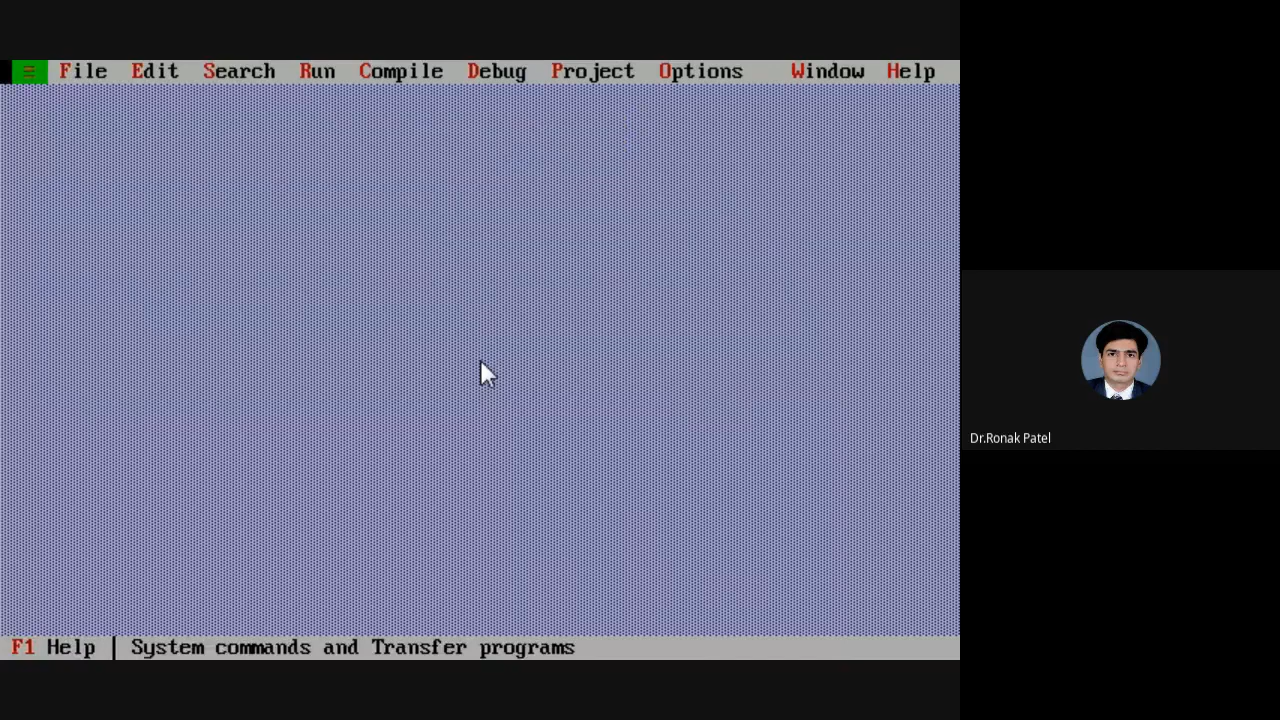 ≡ File Edit Search Run Compile Debug Project Options Window Help
Dr.Ronak Patel
F1 Help | System commands and Transfer programs